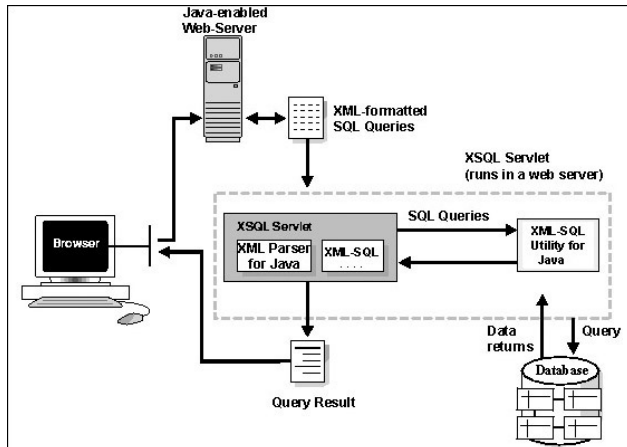 Java-enabled
Web-Server
XML-formatted
SQL Queries
XSQL Servlet
(runs in a web server)
Browser
XSQL Servlet
XML Parser
for Java
XML-SQL
. . . .
SQL Queries
XML-SQL
Utility for
Java
Query Result
Data
returns
Query
Database